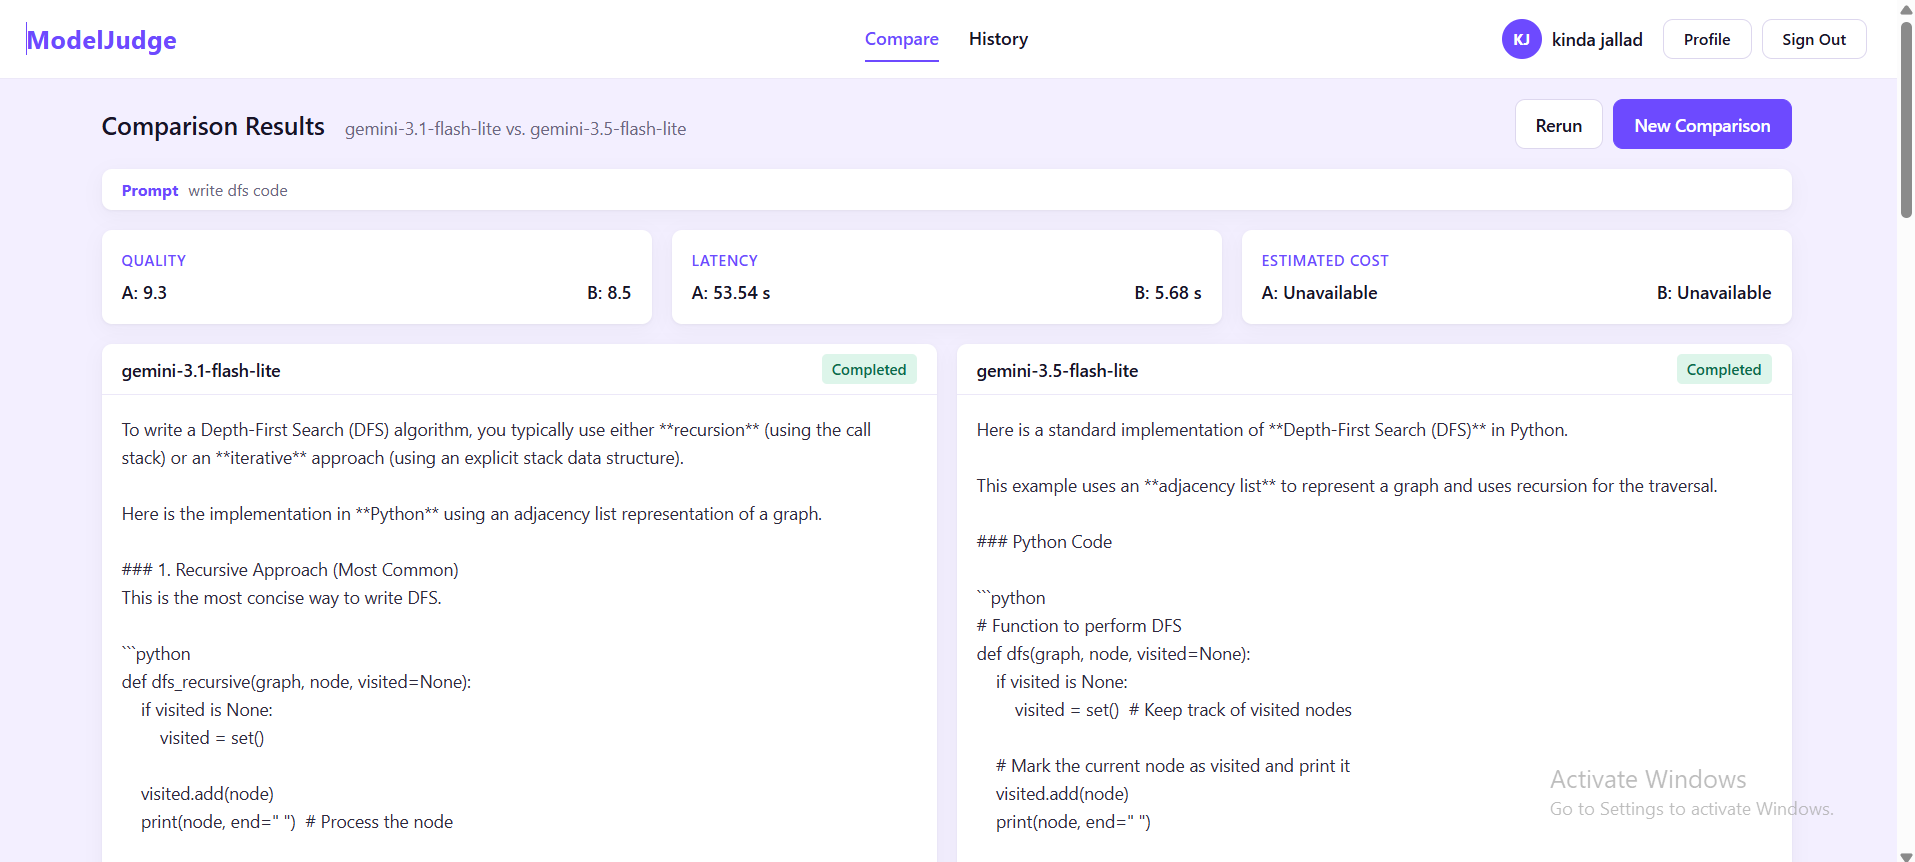 ModelJudge
Compare
History
KJ
kinda jallad
Profile
Sign Out
Comparison Results
gemini-3.1-flash-lite vs. gemini-3.5-flash-lite
Rerun
New Comparison
Prompt write dfs code
QUALITY
A: 9.3
B: 8.5
LATENCY
A: 53.54 s
B: 5.68 s
ESTIMATED COST
A: Unavailable
B: Unavailable
gemini-3.1-flash-lite
Completed
To write a Depth-First Search (DFS) algorithm, you typically use either **recursion** (using the call
stack) or an **iterative** approach (using an explicit stack data structure).
Here is the implementation in **Python** using an adjacency list representation of a graph.
### 1. Recursive Approach (Most Common)
This is the most concise way to write DFS.
```python
def dfs_recursive(graph, node, visited=None):
    if visited is None:
        visited = set()
    visited.add(node)
    print(node, end=" ")  # Process the node
gemini-3.5-flash-lite
Completed
Here is a standard implementation of **Depth-First Search (DFS)** in Python.
This example uses an **adjacency list** to represent a graph and uses recursion for the traversal.
### Python Code
```python
# Function to perform DFS
def dfs(graph, node, visited=None):
    if visited is None:
        visited = set()  # Keep track of visited nodes
    # Mark the current node as visited and print it
    visited.add(node)
    print(node, end=" ")
Activate Windows
Go to Settings to activate Windows.